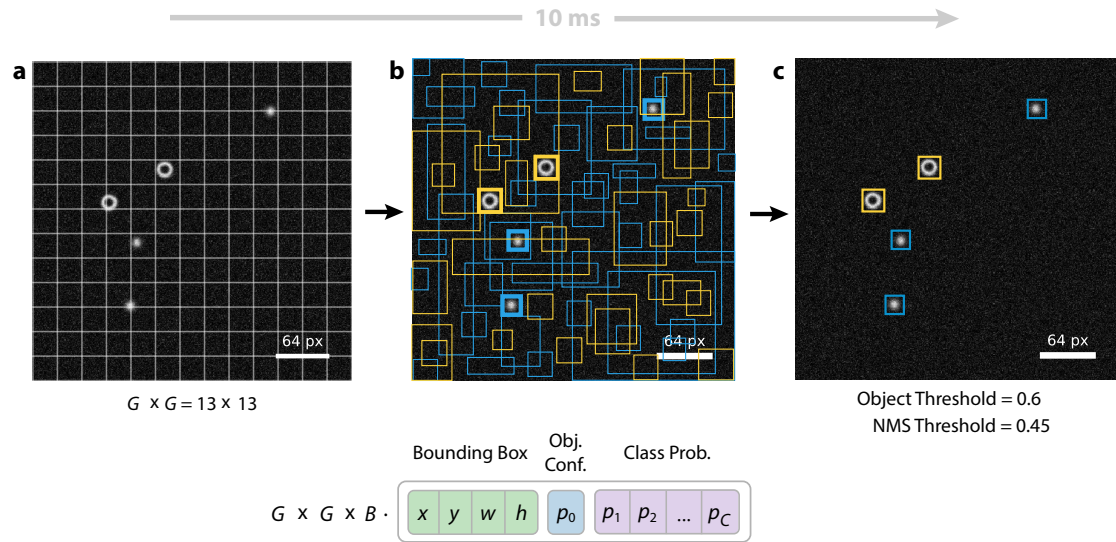 10 ms
a
b
c
64 px
64 px
64 px
G x G = 13 x 13
Object Threshold = 0.6
NMS Threshold = 0.45
Bounding Box
Obj.
Conf.
Class Prob.
G x G x B · x y w h p0 p1 p2 ... pC